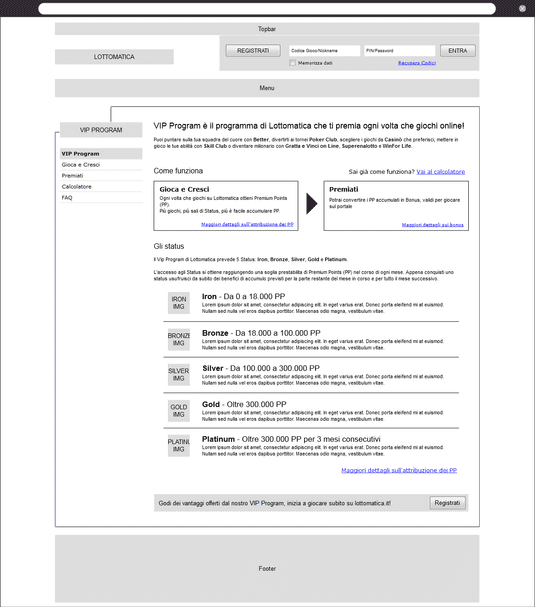 Topbar
LOTTOMATICA
REGISTRATI
Codice Gioco/Nickname
PIN/Password
ENTRA
Memorizza dati
Recupera Codici
Menu
VIP PROGRAM
VIP Program
Gioca e Cresci
Premiati
Calcolatore
FAQ
VIP Program è il programma di Lottomatica che ti premia ogni volta che giochi online!
Puoi puntare sulla tua squadra del cuore con Better, divertirti ai tornei Poker Club, scegliere i giochi da Casinò che preferisci, mettere in
gioco le tue abilità con Skill Club o diventare milionario con Gratta e Vinci on Line, Superenalotto e WinFor Life.
Come funziona
Sai già come funziona? Vai al calcolatore
Gioca e Cresci
Ogni volta che giochi su Lottomatica ottieni Premium Points
(PP).
Più giochi, più sali di Status, più è facile accumulare PP.
Maggiori dettagli sull'attribuzione dei PP
Premiati
Potrai convertire i PP accumulati in Bonus, validi per giocare
sul portale
Maggiori dettagli sui bonus
Gli status
Il Vip Program di Lottomatica prevede 5 Status: Iron, Bronze, Silver, Gold e Platinum.
L'accesso agli Status si ottiene raggiungendo una soglia prestabilita di Premium Points (PP) nel corso di ogni mese. Appena conquisti uno
status usufruisci da subito dei benefici di accumulo previsti per la parte restante del mese in corso e per tutto il mese successivo.
IRON
IMG
Iron - Da 0 a 18.000 PP
Lorem ipsum dolor sit amet, consectetur adipiscing elit. In eget varius erat. Donec porta eleifend mi at euismod.
Nullam sed nulla vel eros dapibus porttitor. Maecenas odio magna, vestibulum vitae.
BRONZE
IMG
Bronze - Da 18.000 a 100.000 PP
Lorem ipsum dolor sit amet, consectetur adipiscing elit. In eget varius erat. Donec porta eleifend mi at euismod.
Nullam sed nulla vel eros dapibus porttitor. Maecenas odio magna, vestibulum vitae.
SILVER
IMG
Silver - Da 100.000 a 300.000 PP
Lorem ipsum dolor sit amet, consectetur adipiscing elit. In eget varius erat. Donec porta eleifend mi at euismod.
Nullam sed nulla vel eros dapibus porttitor. Maecenas odio magna, vestibulum vitae.
GOLD
IMG
Gold - Oltre 300.000 PP
Lorem ipsum dolor sit amet, consectetur adipiscing elit. In eget varius erat. Donec porta eleifend mi at euismod.
Nullam sed nulla vel eros dapibus porttitor. Maecenas odio magna, vestibulum vitae.
PLATINU
IMG
Platinum - Oltre 300.000 PP per 3 mesi consecutivi
Lorem ipsum dolor sit amet, consectetur adipiscing elit. In eget varius erat. Donec porta eleifend mi at euismod.
Nullam sed nulla vel eros dapibus porttitor. Maecenas odio magna, vestibulum vitae.
Maggiori dettagli sull'attribuzione dei PP
Godi dei vantaggi offerti dal nostro VIP Program, inizia a giocare subito su lottomatica.it!
Registrati
Footer